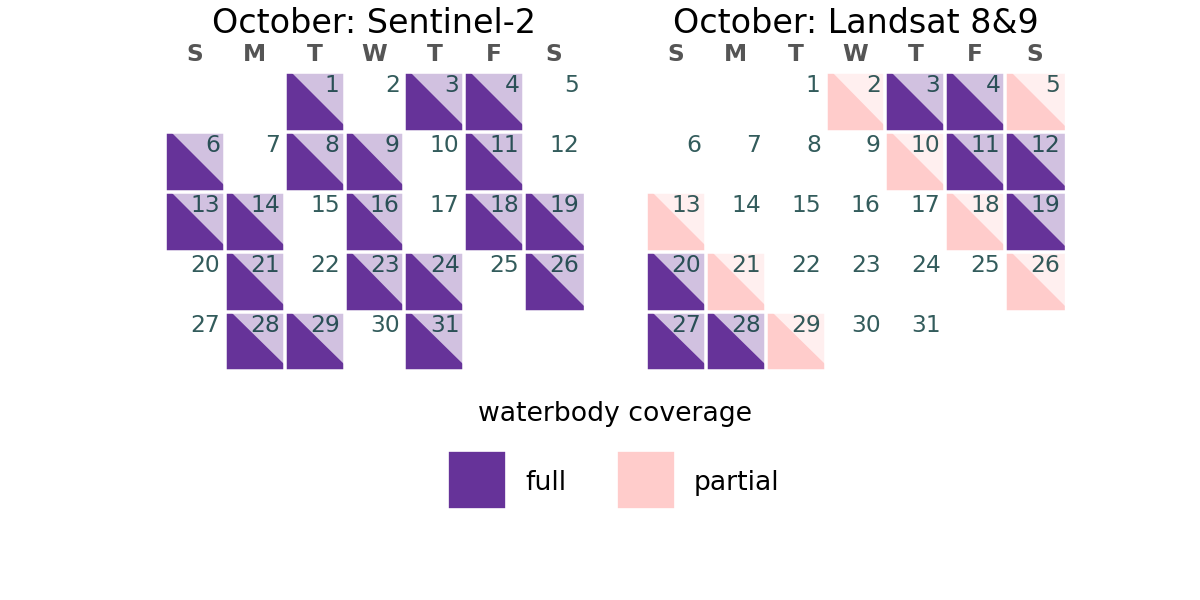 October: Sentinel-2
S M T W T F S
1 2 3 4 5
6 7 8 9 10 11 12
13 14 15 16 17 18 19
20 21 22 23 24 25 26
27 28 29 30 31
October: Landsat 8&9
S M T W T F S
1 2 3 4 5
6 7 8 9 10 11 12
13 14 15 16 17 18 19
20 21 22 23 24 25 26
27 28 29 30 31
waterbody coverage
full partial